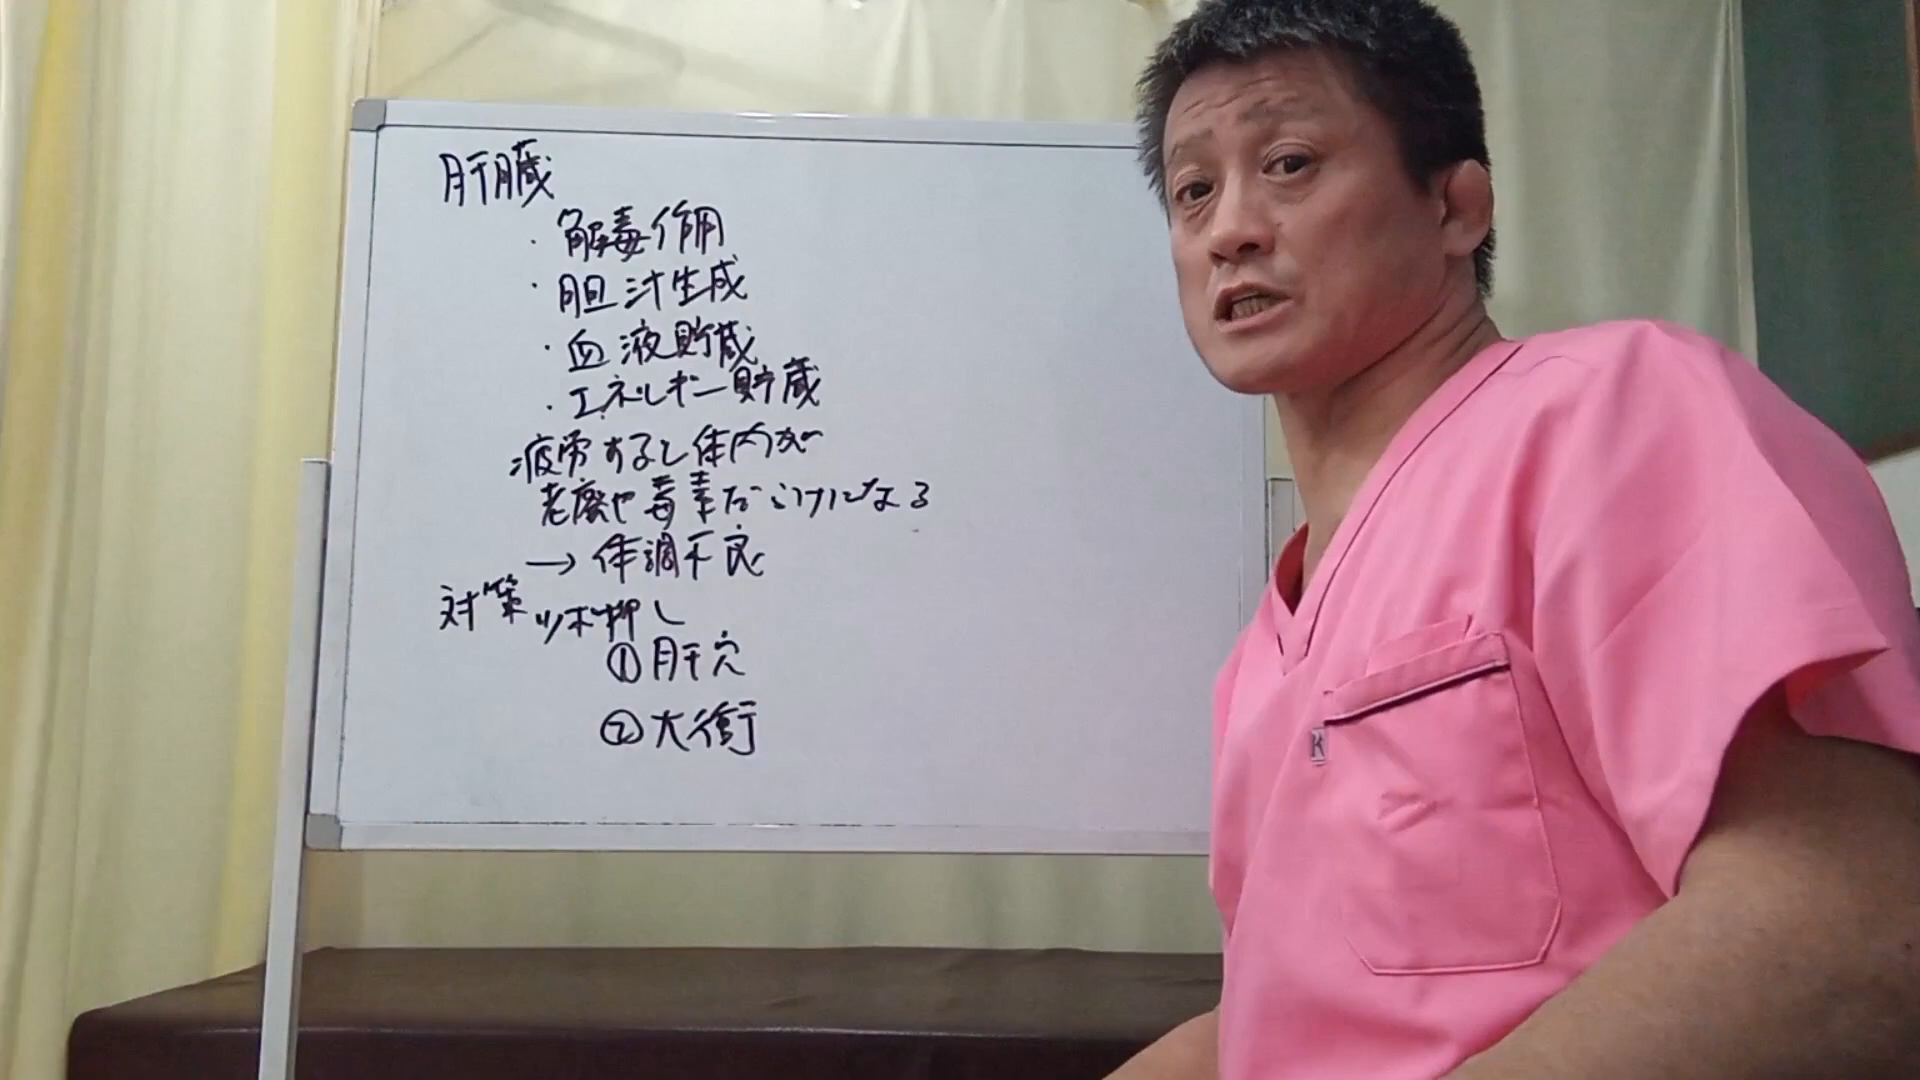 肝臓
・解毒作用
・胆汁生成
・血液貯蔵
・エネルギー貯蔵
疲労すると体内が
老廃や毒素だらけになる
→体調不良
対策 ツボ押し
①肝穴
②大衝
K